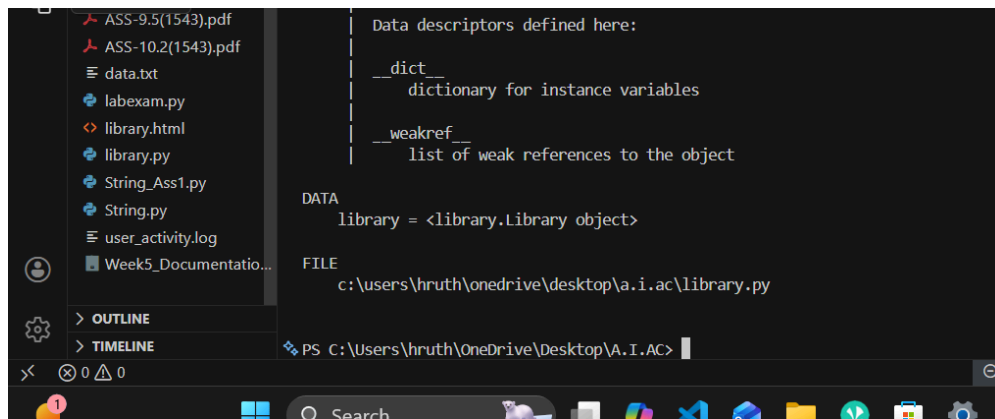 ASS-9.5(1543).pdf
ASS-10.2(1543).pdf
data.txt
labexam.py
library.html
library.py
String_Ass1.py
String.py
user_activity.log
Week5_Documentatio...
> OUTLINE
> TIMELINE
| Data descriptors defined here:
|
| __dict__
| dictionary for instance variables
|
| __weakref__
| list of weak references to the object
DATA
library = <library.Library object>
FILE
c:\users\hruth\onedrive\desktop\a.i.ac\library.py
PS C:\Users\hruth\OneDrive\Desktop\A.I.AC>
0 0
1
Search